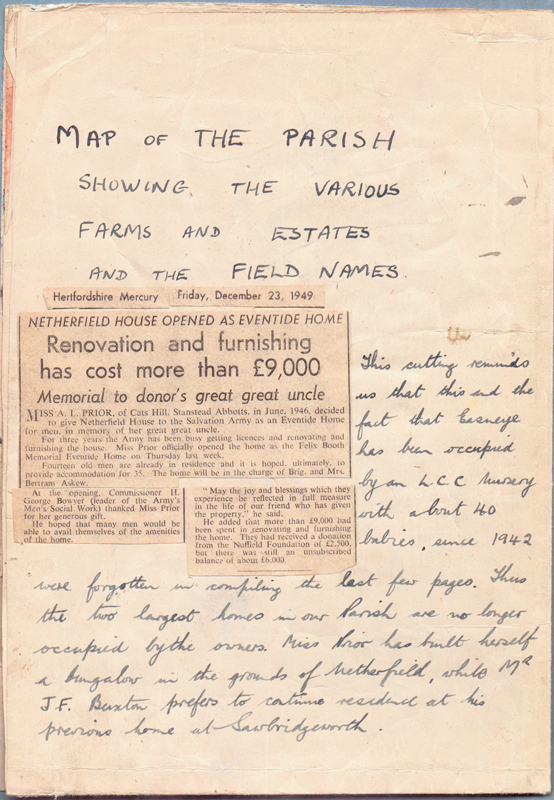 MAP OF THE PARISH
SHOWING THE VARIOUS
FARMS AND ESTATES
AND THE FIELD NAMES.
Hertfordshire Mercury Friday, December 23, 1949
NETHERFIELD HOUSE OPENED AS EVENTIDE HOME
Renovation and furnishing
has cost more than £9,000
Memorial to donor's great great uncle
MISS A. L. PRIOR, of Cats Hill, Stanstead Abbotts, in June, 1946, decided
to give Netherfield House to the Salvation Army as an Eventide Home
for men, in memory of her great great uncle.
For three years the Army has been busy getting licences and renovating and
furnishing the house. Miss Prior officially opened the home as the Felix Booth
Memorial Eventide Home on Thursday last week.
Fourteen old men are already in residence and it is hoped, ultimately, to
provide accommodation for 35. The home will be in the charge of Brig. and Mrs.
Bertram Askew.
At the opening, Commissioner H.
George Bowyer (leader of the Army's
Men's Social Work) thanked Miss Prior
for her generous gift.
He hoped that many men would be
able to avail themselves of the amenities
of the home.
"May the joy and blessings which they
experience be reflected in full measure
in the life of our friend who has given
the property," he said.
He added that more than £9,000 had
been spent in renovating and furnishing
the home. They had received a donation
from the Nuffield Foundation of £2,500,
but there was still an unsubscribed
balance of about £6,000.
This cutting reminds
us that this and the
fact that Easneye
has been occupied
by an LCC Nursery
with about 40
babies, since 1942
were forgotten in compiling the last few pages. Thus
the two largest homes in our Parish are no longer
occupied by the owners. Miss Prior has built herself
a bungalow in the grounds of Netherfield, while Mr
J.F. Buxton prefers to continue resident at his
previous home at Sawbridgeworth.